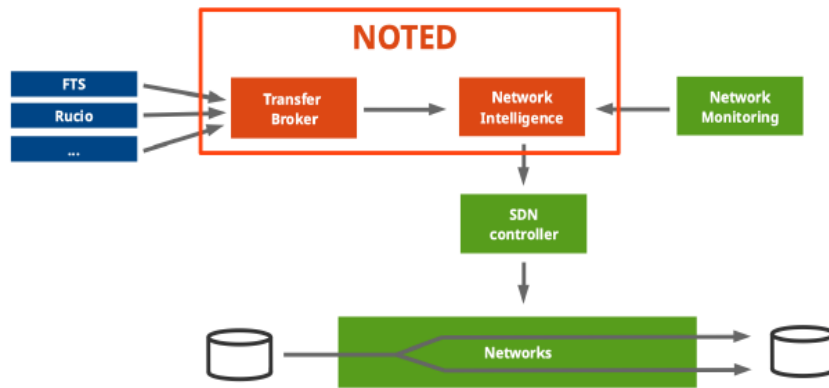 NOTED
FTS
Rucio
...
Transfer
Broker
Network
Intelligence
Network
Monitoring
SDN
controller
Networks